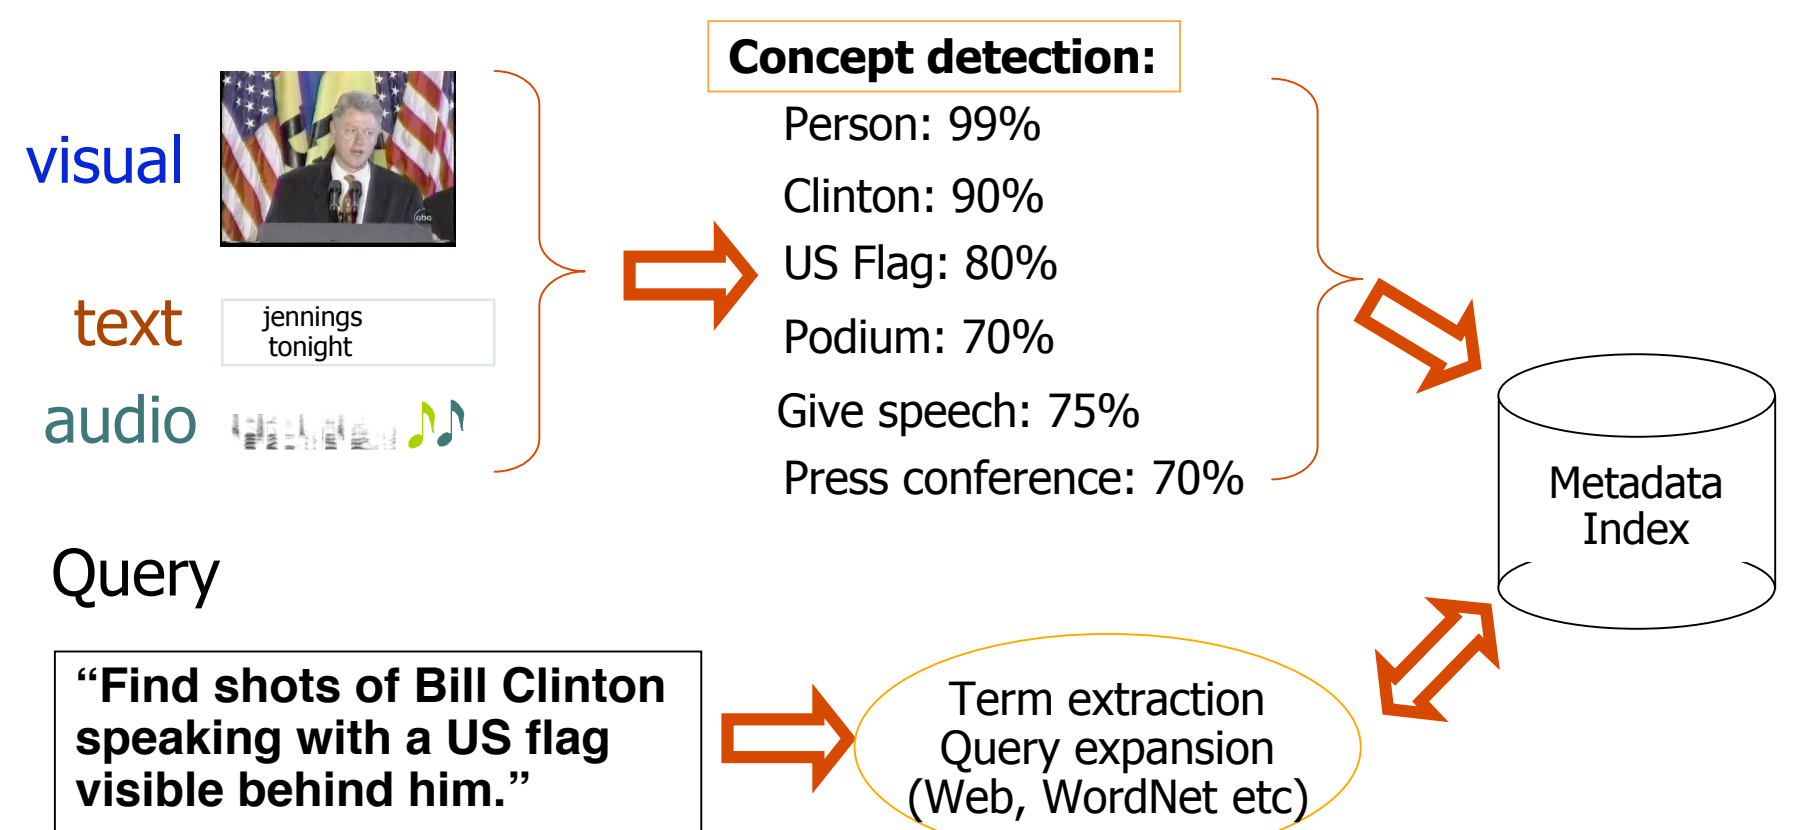 Concept detection:
visual
abc
Person: 99%
Clinton: 90%
US Flag: 80%
text
jennings
tonight
Podium: 70%
audio
Give speech: 75%
Press conference: 70%
Metadata
Index
Query
“Find shots of Bill Clinton
speaking with a US flag
visible behind him.”
Term extraction
Query expansion
(Web, WordNet etc)